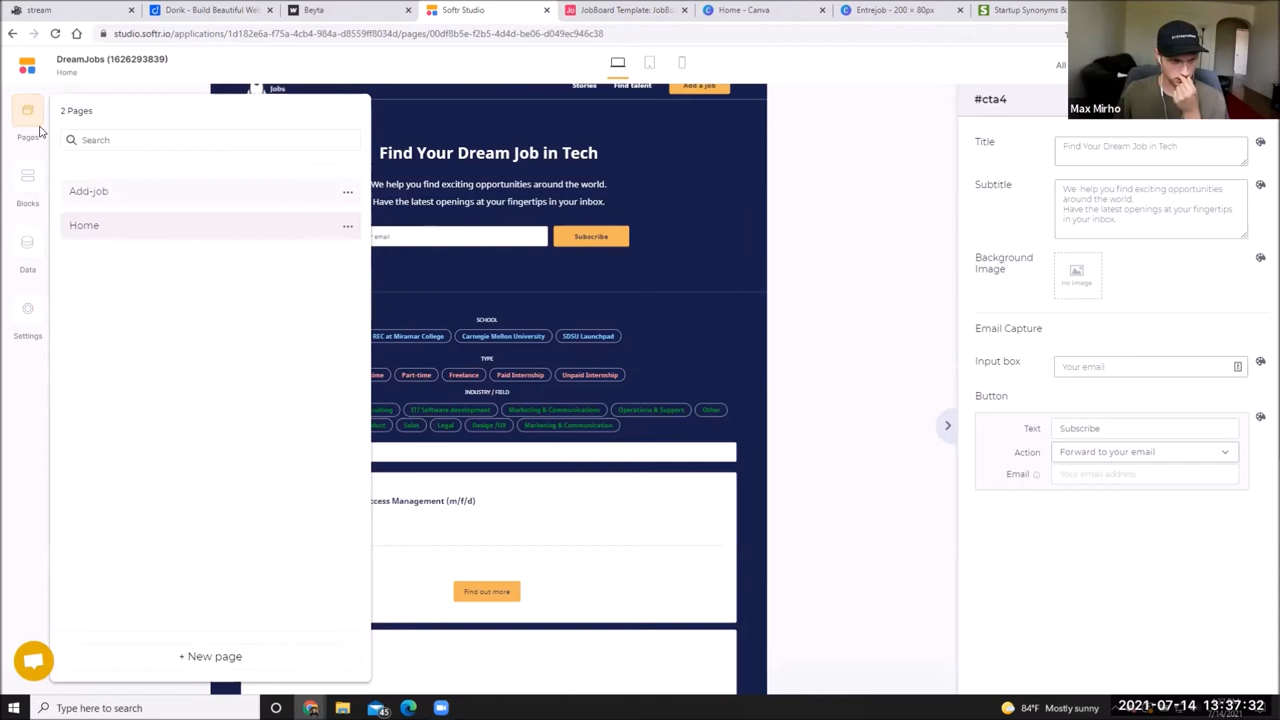 stream
Dorik - Build Beautiful Web
Beyta
Softr Studio
JobBoard Template: JobBo
Home - Canva
Entrejob - 200 × 80px
Startup Synonyms &
studio.softr.io/applications/1d182e6a-f75a-4cb4-984a-d8559ff8034d/pages/00df8b5e-f2b5-4d4d-be06-d049ec946c38
DreamJobs (1626293839)
Home
All
Max Mirho
Pages
Blocks
Data
Settings
2 Pages
Search
Add-job
Home
+ New page
Jobs
Stories
Find talent
Add a job
Find Your Dream Job in Tech
We help you find exciting opportunities around the world.
Have the latest openings at your fingertips in your inbox.
email
Subscribe
SCHOOL
REC at Miramar College
Carnegie Mellon University
SDSU Launchpad
TYPE
ime
Part-time
Freelance
Paid Internship
Unpaid Internship
INDUSTRY / FIELD
IT/ Software development
Marketing & Communications
Operations & Support
Other
Sales
Legal
Design /UX
Marketing & Communication
ccess Management (m/f/d)
Find out more
#cta4
Title
Find Your Dream Job in Tech
Subtitle
We help you find exciting opportunities
around the world.
Have the latest openings at your fingertips
in your inbox.
Background
Image
no image
Email Capture
Input box
Your email
Button
Text
Subscribe
Action
Forward to your email
Email
Your email address
Type here to search
45
84°F Mostly sunny
2021-07-14 13:37:32